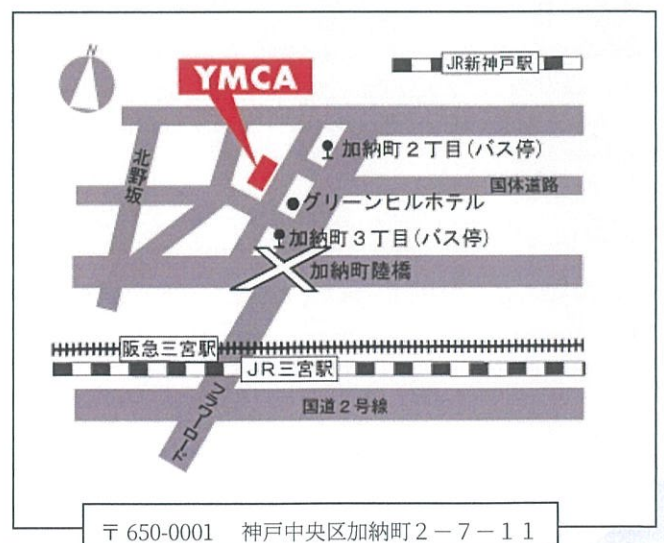 N
JR新神戸駅
YMCA
加納町2丁目(バス停)
北野坂
国体道路
グリーンヒルホテル
加納町3丁目(バス停)
加納町陸橋
阪急三宮駅
JR三宮駅
フラワーロード
国道2号線
〒650-0001 神戸中央区加納町2-7-11